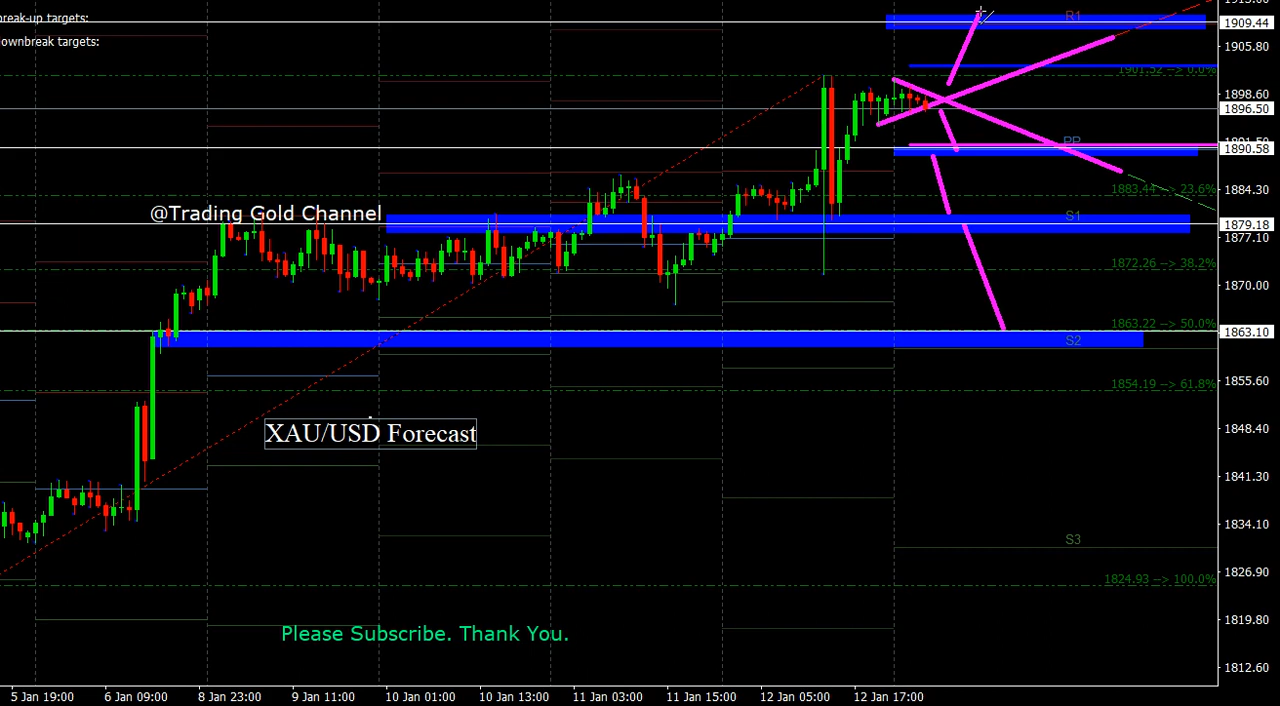 reak-up targets:
ownbreak targets:
R1
1909.44
1905.80
1901.52 --> 0.0%
1898.60
1896.50
PP
1890.58
1884.30
1883.44 --> 23.6%
@Trading Gold Channel
S1
1879.18
1877.10
1872.26 --> 38.2%
1870.00
1863.22 --> 50.0%
1863.10
S2
1854.19 --> 61.8%
1855.60
XAU/USD Forecast
1848.40
1841.30
1834.10
S3
1824.93 --> 100.0%
1826.90
1819.80
Please Subscribe. Thank You.
1812.60
5 Jan 19:00 6 Jan 09:00 8 Jan 23:00 9 Jan 11:00 10 Jan 01:00 10 Jan 13:00 11 Jan 03:00 11 Jan 15:00 12 Jan 05:00 12 Jan 17:00